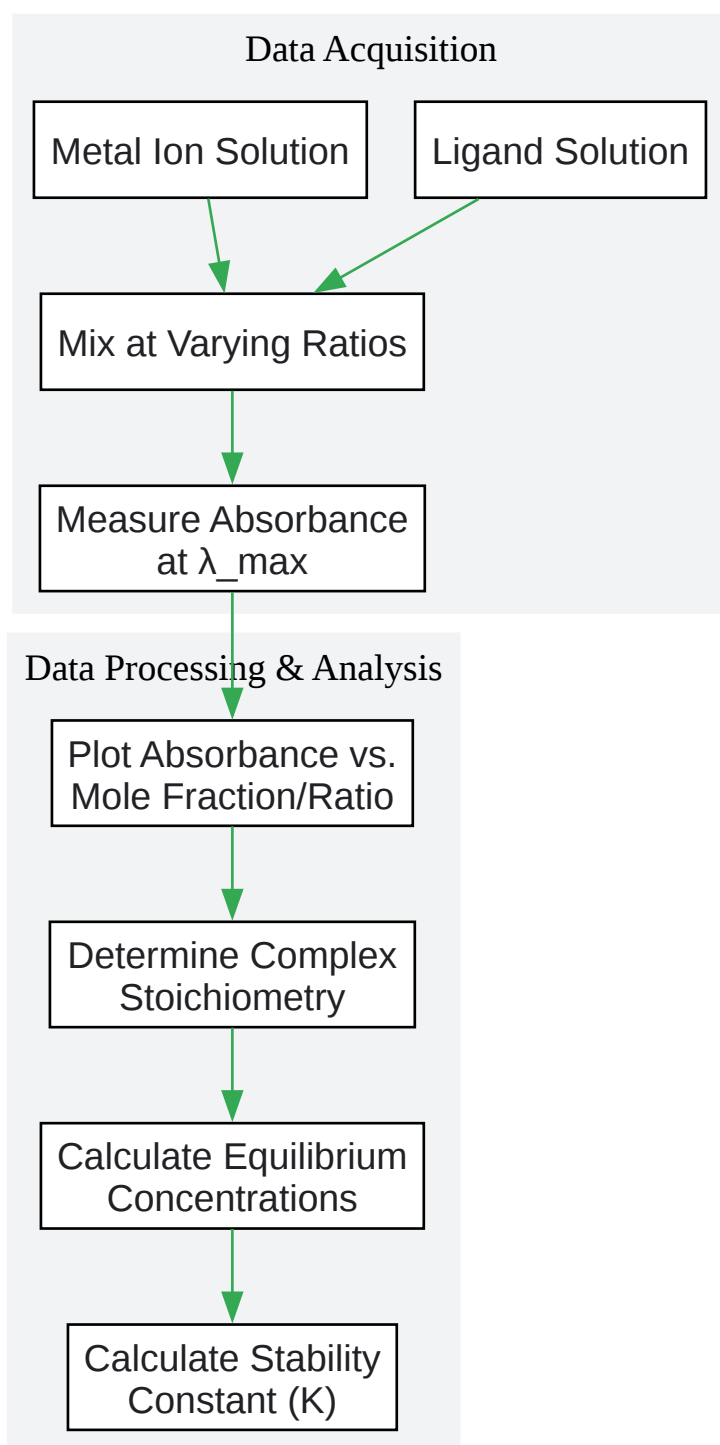 Data Acquisition
Metal Ion Solution
Ligand Solution
Mix at Varying Ratios
Measure Absorbance
at λ_max
Data Processing & Analysis
Plot Absorbance vs.
Mole Fraction/Ratio
Determine Complex
Stoichiometry
Calculate Equilibrium
Concentrations
Calculate Stability
Constant (K)